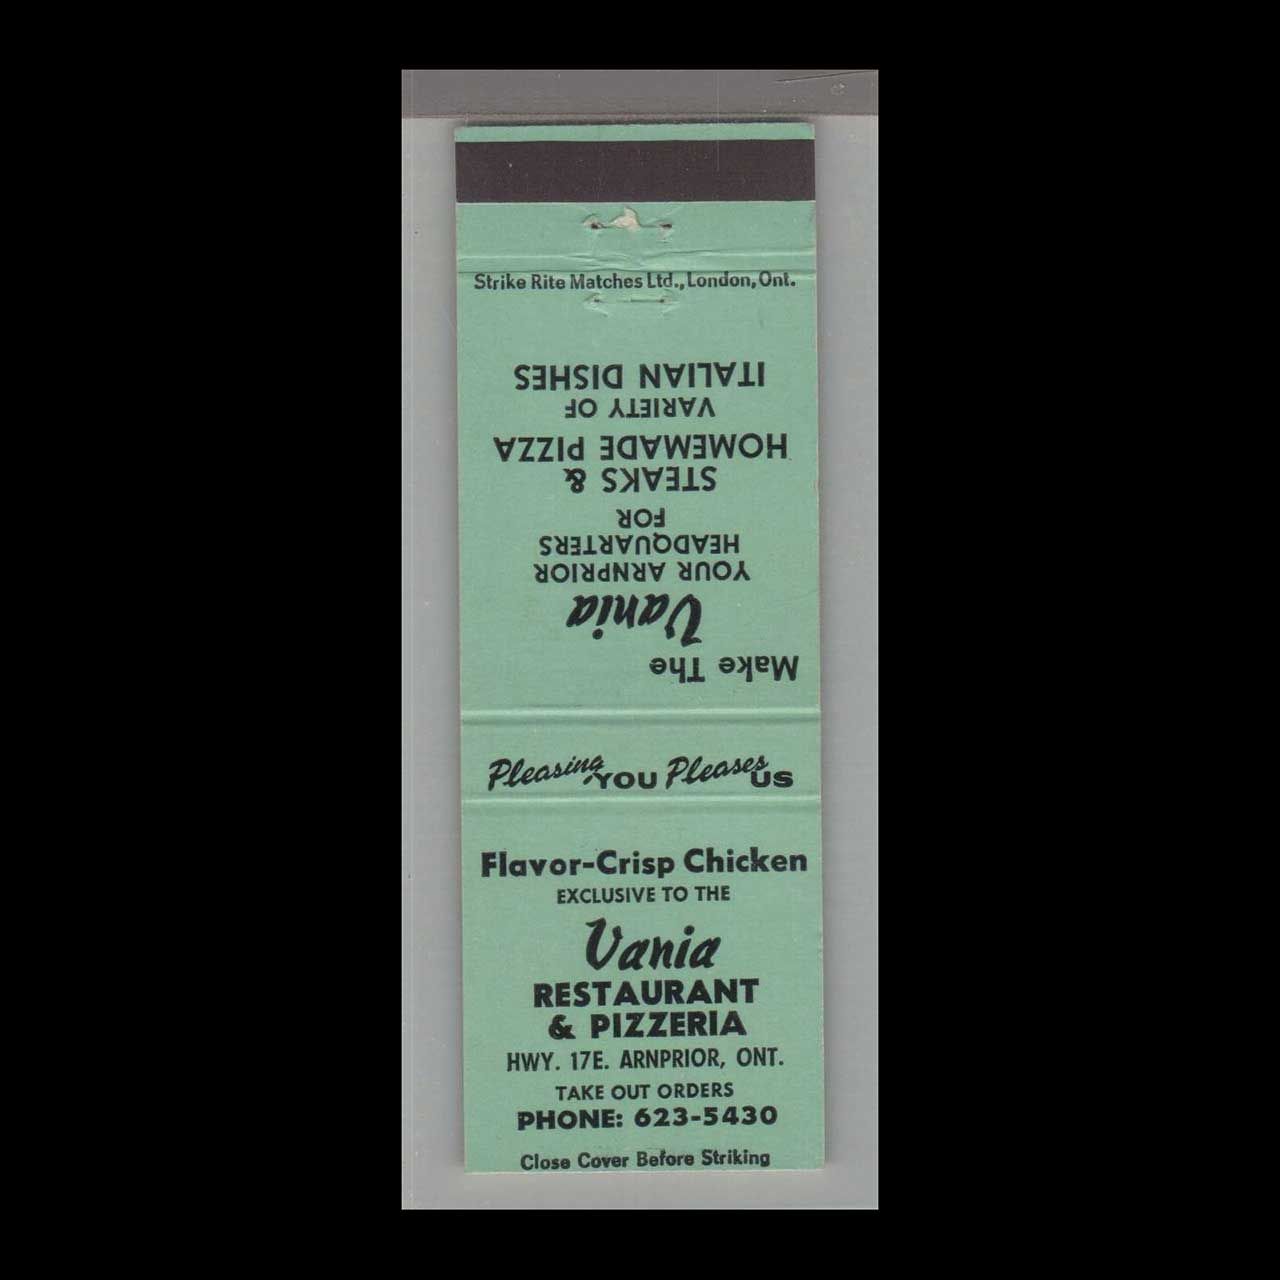 Strike Rite Matches Ltd., London, Ont.
Make The
Vania
YOUR ARNPRIOR
HEADQUARTERS
FOR
STEAKS &
HOMEMADE PIZZA
VARIETY OF
ITALIAN DISHES
Pleasing YOU Pleases US
Flavor-Crisp Chicken
EXCLUSIVE TO THE
Vania
RESTAURANT
& PIZZERIA
HWY. 17E. ARNPRIOR, ONT.
TAKE OUT ORDERS
PHONE: 623-5430
Close Cover Before Striking